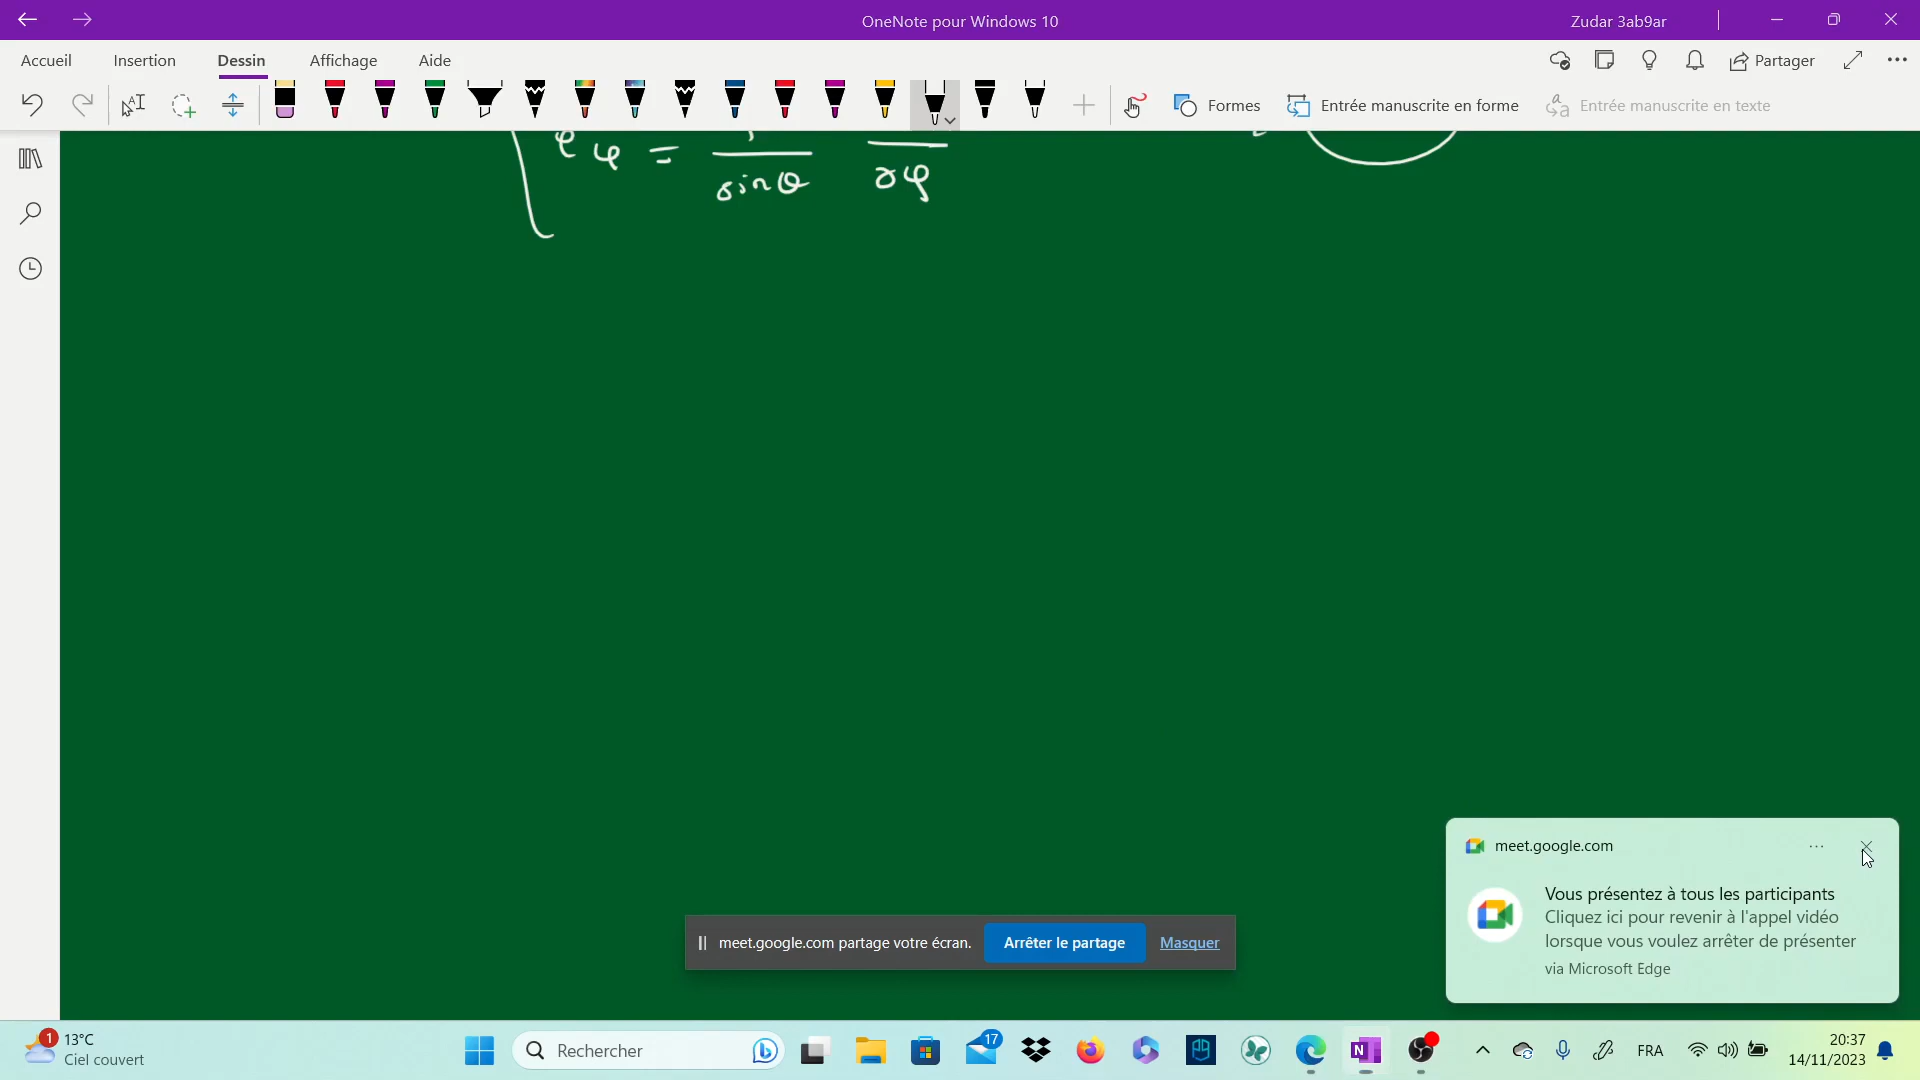 OneNote pour Windows 10
Zudar 3ab9ar
Accueil Insertion Dessin Affichage Aide
Partager
Formes Entrée manuscrite en forme Entrée manuscrite en texte
φ =
sinθ ∂φ
meet.google.com
Vous présentez à tous les participants
Cliquez ici pour revenir à l'appel vidéo
lorsque vous voulez arrêter de présenter
via Microsoft Edge
meet.google.com partage votre écran. Arrêter le partage Masquer
1 13°C
Ciel couvert
Rechercher
17
FRA
20:37
14/11/2023